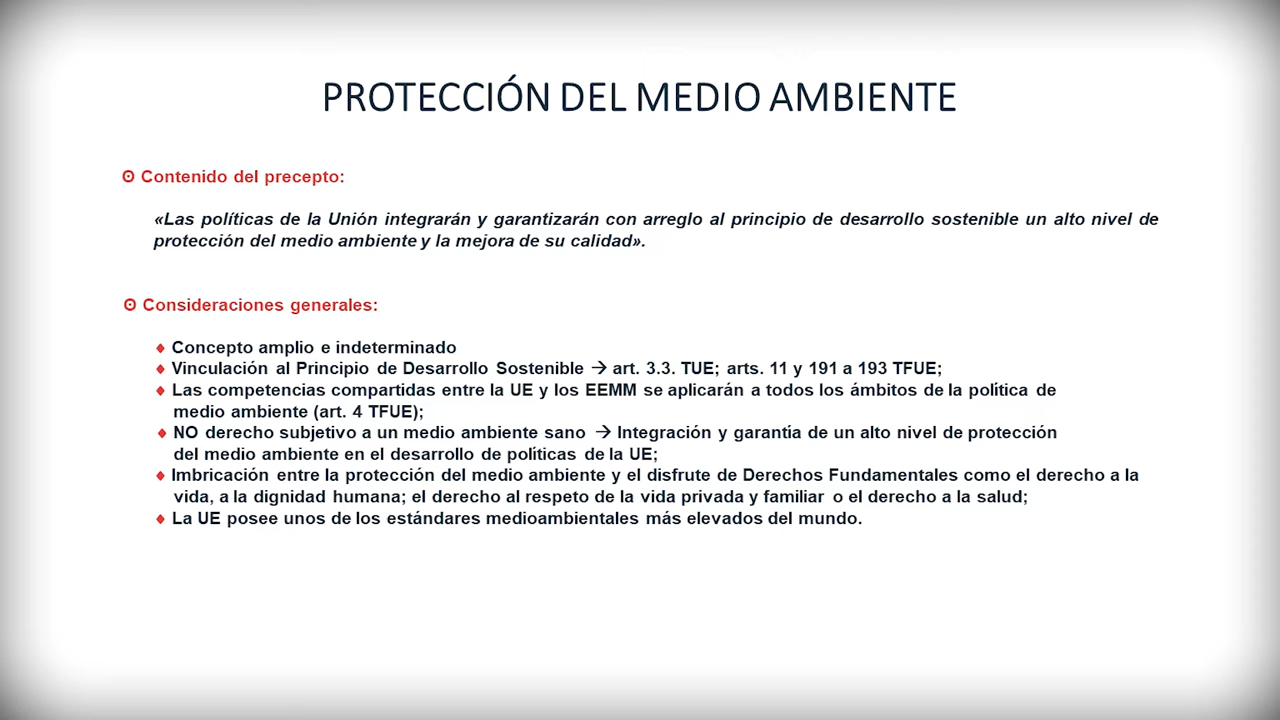 PROTECCIÓN DEL MEDIO AMBIENTE
⊙ Contenido del precepto:
«Las políticas de la Unión integrarán y garantizarán con arreglo al principio de desarrollo sostenible un alto nivel de
protección del medio ambiente y la mejora de su calidad».
⊙ Consideraciones generales:
♦ Concepto amplio e indeterminado
♦ Vinculación al Principio de Desarrollo Sostenible → art. 3.3. TUE; arts. 11 y 191 a 193 TFUE;
♦ Las competencias compartidas entre la UE y los EEMM se aplicarán a todos los ámbitos de la política de
medio ambiente (art. 4 TFUE);
♦ NO derecho subjetivo a un medio ambiente sano → Integración y garantía de un alto nivel de protección
del medio ambiente en el desarrollo de políticas de la UE;
♦ Imbricación entre la protección del medio ambiente y el disfrute de Derechos Fundamentales como el derecho a la
vida, a la dignidad humana; el derecho al respeto de la vida privada y familiar o el derecho a la salud;
♦ La UE posee unos de los estándares medioambientales más elevados del mundo.